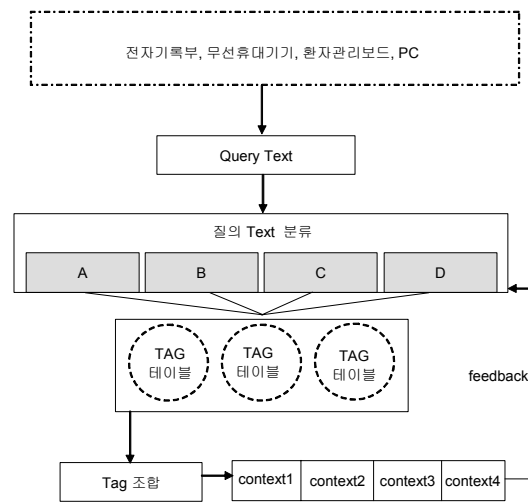 전자기록부, 무선휴대기기, 환자관리보드, PC
Query Text
질의 Text 분류
A B C D
TAG 테이블
TAG 테이블
TAG 테이블
feedback
Tag 조합
context1 context2 context3 context4